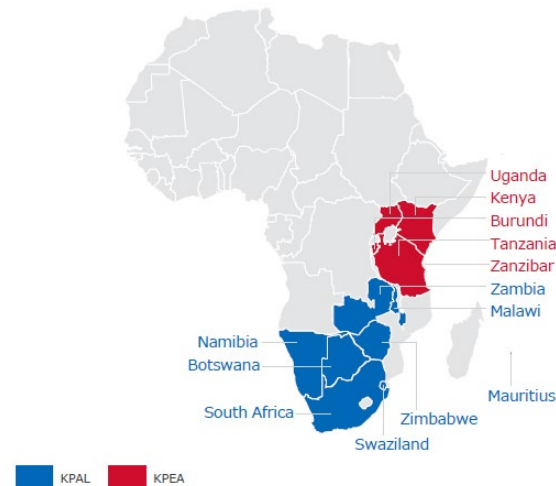 Uganda
Kenya
Burundi
Tanzania
Zanzibar
Zambia
Malawi
Namibia
Botswana
Mauritius
South Africa
Zimbabwe
Swaziland
KPAL KPEA